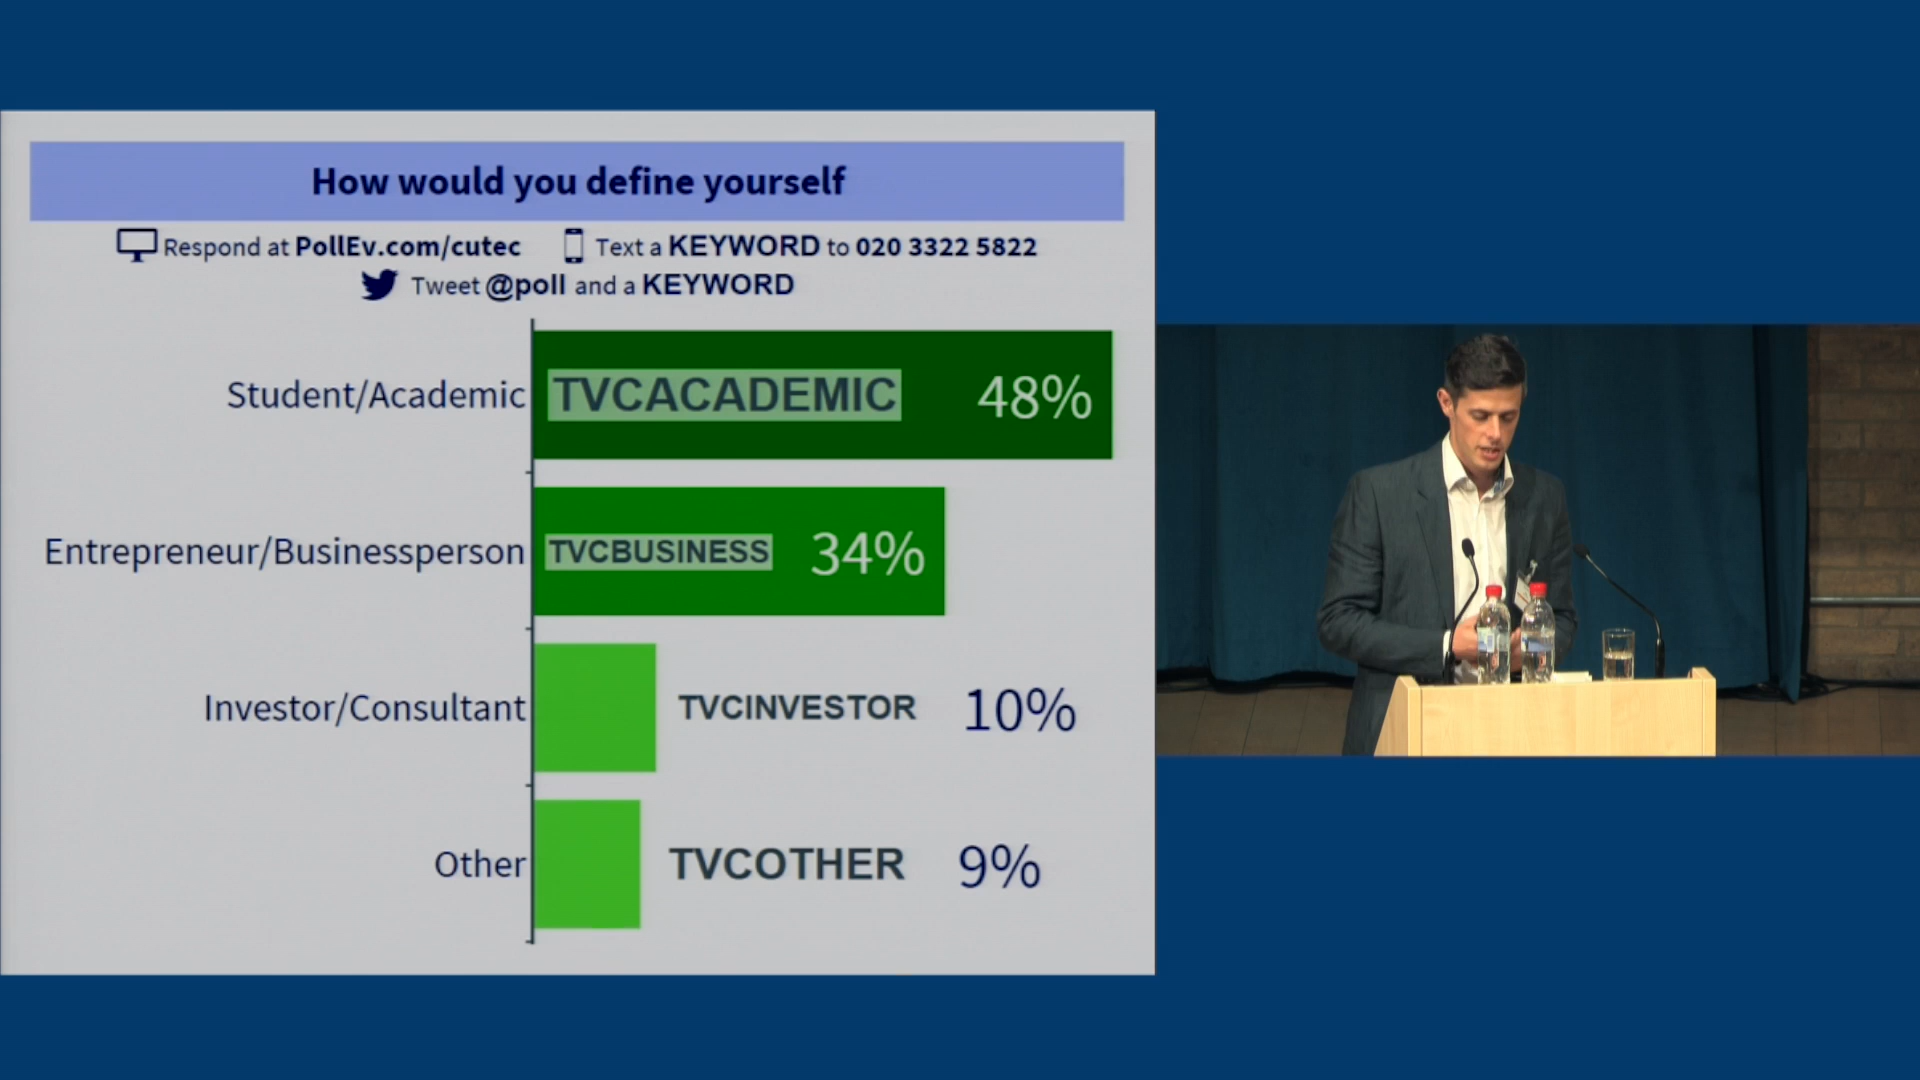 How would you define yourself
Respond at PollEv.com/cutec Text a KEYWORD to 020 3322 5822
Tweet @poll and a KEYWORD
Student/Academic TVCACADEMIC 48%
Entrepreneur/Businessperson TVCBUSINESS 34%
Investor/Consultant TVCINVESTOR 10%
Other TVCOTHER 9%